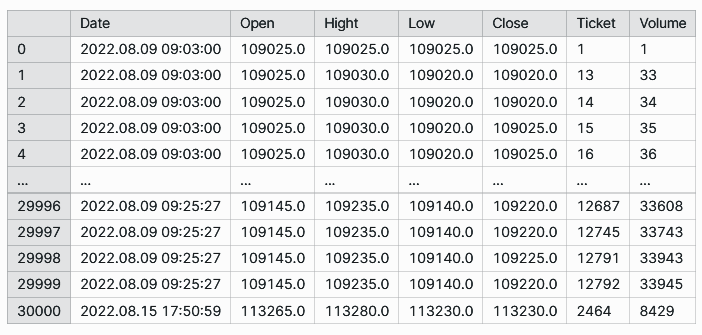 Date Open Hight Low Close Ticket Volume
0 2022.08.09 09:03:00 109025.0 109025.0 109025.0 109025.0 1 1
1 2022.08.09 09:03:00 109025.0 109030.0 109020.0 109020.0 13 33
2 2022.08.09 09:03:00 109025.0 109030.0 109020.0 109020.0 14 34
3 2022.08.09 09:03:00 109025.0 109030.0 109020.0 109025.0 15 35
4 2022.08.09 09:03:00 109025.0 109030.0 109020.0 109025.0 16 36
... ... ... ... ... ... ... ...
29996 2022.08.09 09:25:27 109145.0 109235.0 109140.0 109220.0 12687 33608
29997 2022.08.09 09:25:27 109145.0 109235.0 109140.0 109220.0 12745 33743
29998 2022.08.09 09:25:27 109145.0 109235.0 109140.0 109225.0 12791 33943
29999 2022.08.09 09:25:27 109145.0 109235.0 109140.0 109220.0 12792 33945
30000 2022.08.15 17:50:59 113265.0 113280.0 113230.0 113230.0 2464 8429